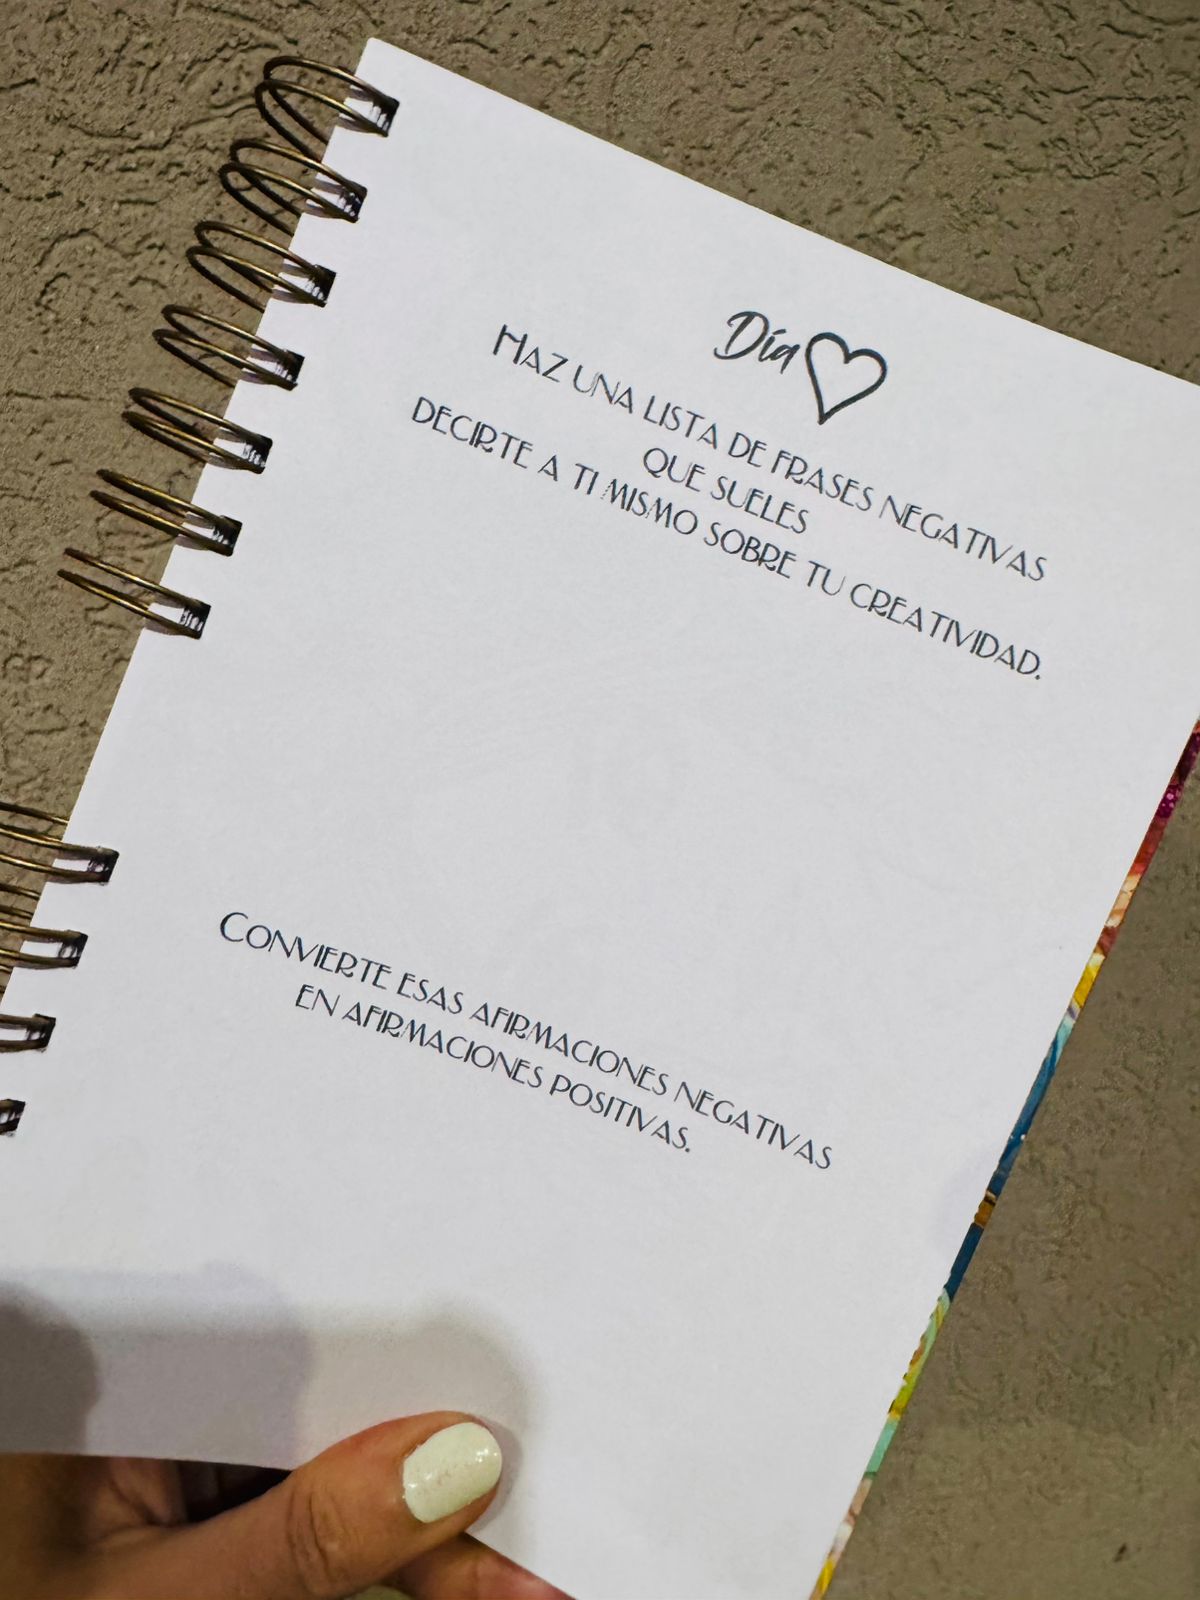 Día
HAZ UNA LISTA DE FRASES NEGATIVAS
QUE SUELES
DECIRTE A TI MISMO SOBRE TU CREATIVIDAD.
CONVIERTE ESAS AFIRMACIONES NEGATIVAS
EN AFIRMACIONES POSITIVAS.